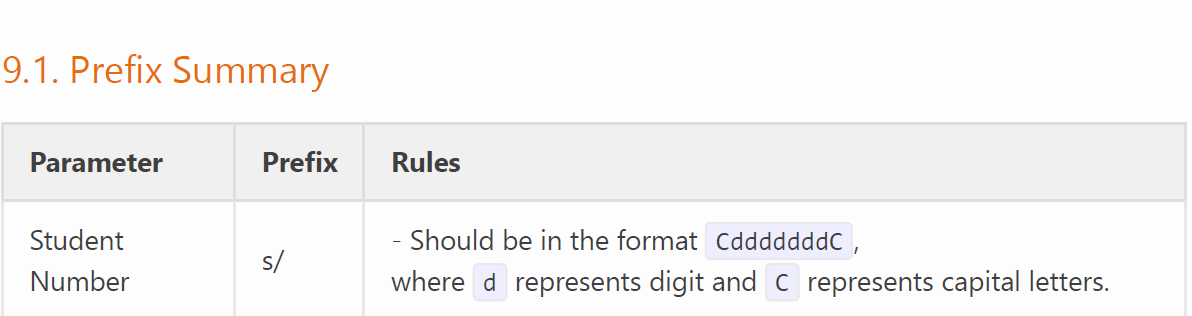 9.1. Prefix Summary
Parameter Prefix Rules
Student Number s/ - Should be in the format CdddddddC,
where d represents digit and C represents capital letters.